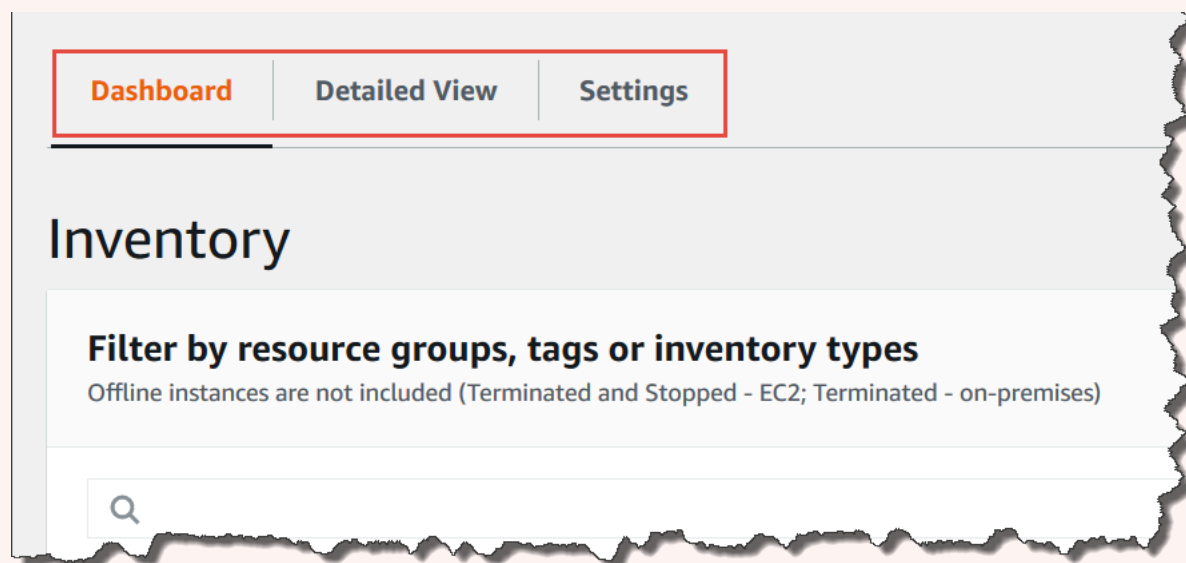 Dashboard Detailed View Settings
Inventory
Filter by resource groups, tags or inventory types
Offline instances are not included (Terminated and Stopped - EC2; Terminated - on-premises)